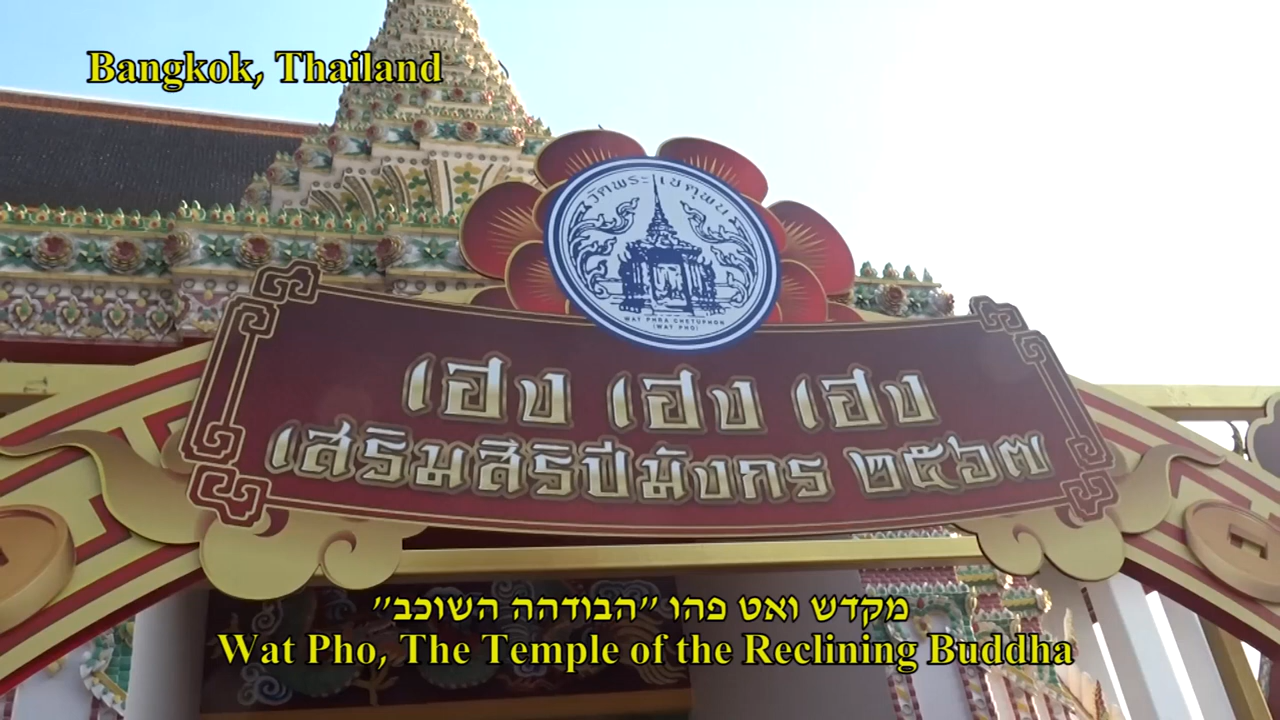 Bangkok, Thailand
วัดพระเชตุพน
WAT PHRA CHETUPHON
(WAT PHO)
เฮง เฮง เฮง
เสริมสิริปีมังกร ๒๕๖๗
מקדש ואט פהו "הבודהה השוכב"
Wat Pho, The Temple of the Reclining Buddha